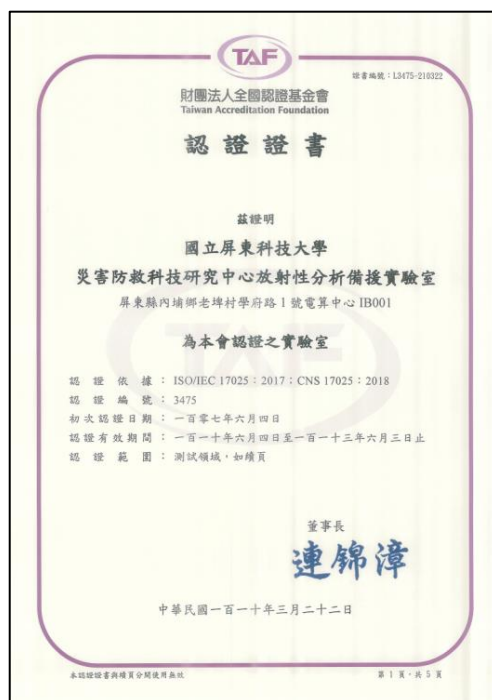 TAF
證書編號：L3475-210322
財團法人全國認證基金會
Taiwan Accreditation Foundation
認證證書
茲證明
國立屏東科技大學
災害防救科技研究中心放射性分析備援實驗室
屏東縣內埔鄉老埤村學府路 1 號電算中心 IB001
為本會認證之實驗室
認證依據：ISO/IEC 17025：2017；CNS 17025：2018
認證編號：3475
初次認證日期：一百零七年六月四日
認證有效期間：一百一十年六月四日至一百一十三年六月三日止
認證範圍：測試領域，如續頁
董事長
連錦漳
中華民國一百一十年三月二十二日
本認證證書與續頁分開使用無效
第 1 頁，共 5 頁